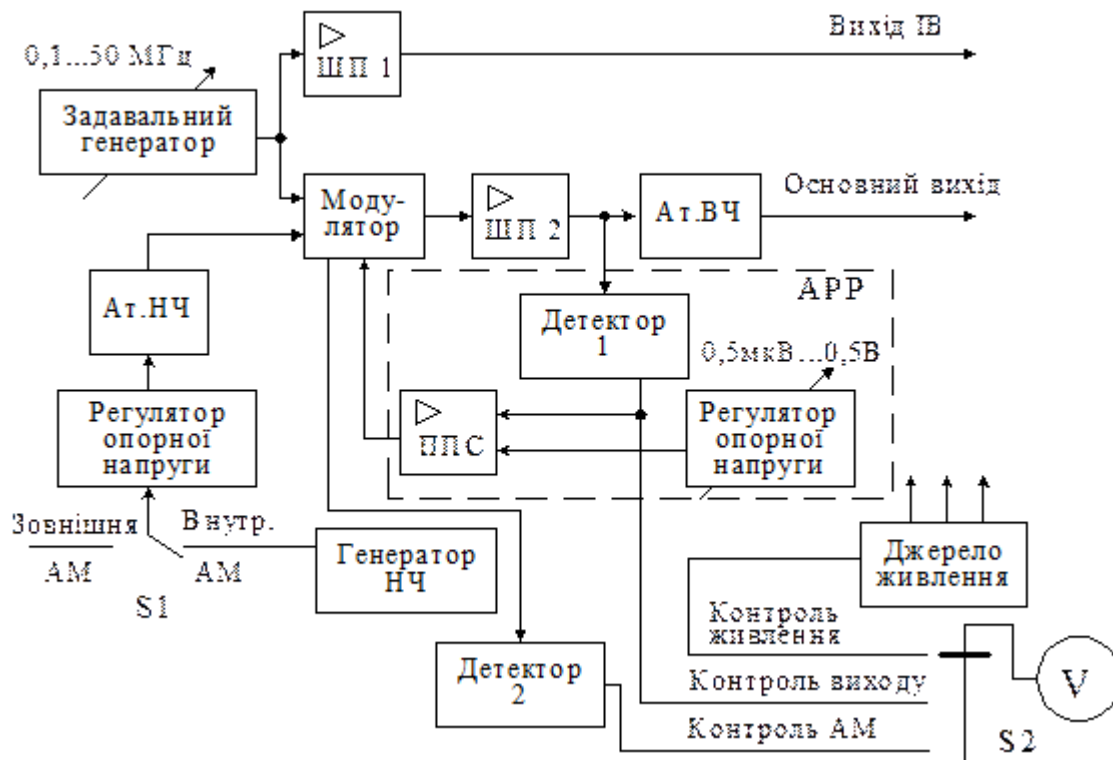 Вихід ІВ
ШП 1
0,1...50 МГц
Задавальний
генератор
Основний вихід
Моду-
лятор
ШП 2
Ат.ВЧ
АРР
Ат.НЧ
Детектор
1
0,5мкВ...0,5В
Регулятор
опорної
напруги
ППС
Регулятор
опорної
напруги
Зовнішня
АМ
Внутр.
АМ
S1
Генератор
НЧ
Джерело
живлення
Контроль
живлення
Детектор
2
Контроль виходу
Контроль АМ
V
S2